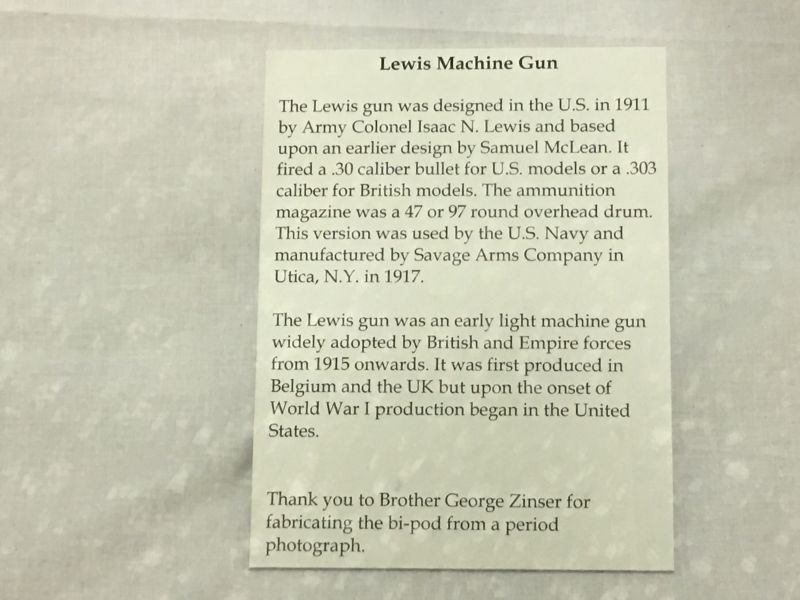 Lewis Machine Gun
The Lewis gun was designed in the U.S. in 1911
by Army Colonel Isaac N. Lewis and based
upon an earlier design by Samuel McLean. It
fired a .30 caliber bullet for U.S. models or a .303
caliber for British models. The ammunition
magazine was a 47 or 97 round overhead drum.
This version was used by the U.S. Navy and
manufactured by Savage Arms Company in
Utica, N.Y. in 1917.
The Lewis gun was an early light machine gun
widely adopted by British and Empire forces
from 1915 onwards. It was first produced in
Belgium and the UK but upon the onset of
World War I production began in the United
States.
Thank you to Brother George Zinser for
fabricating the bi-pod from a period
photograph.